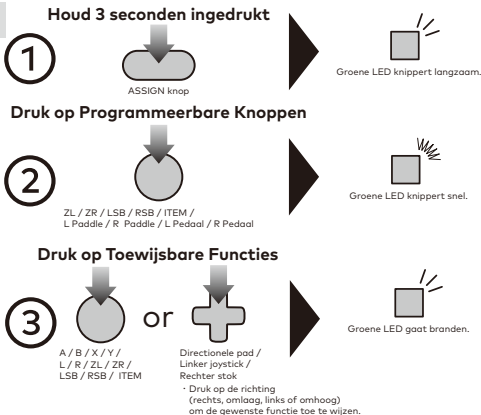 Houd 3 seconden ingedrukt
1
ASSIGN knop
Groene LED knippert langzaam.
Druk op Programmeerbare Knoppen
2
ZL / ZR / LSB / RSB / ITEM /
L Paddle / R Paddle / L Pedaal / R Pedaal
Groene LED knippert snel.
Druk op Toewijsbare Functies
3
or
A / B / X / Y /
L / R / ZL / ZR /
LSB / RSB / ITEM
Directionele pad /
Linker joystick /
Rechter stok
・Druk op de richting
(rechts, omlaag, links of omhoog)
om de gewenste functie toe te wijzen.
Groene LED gaat branden.